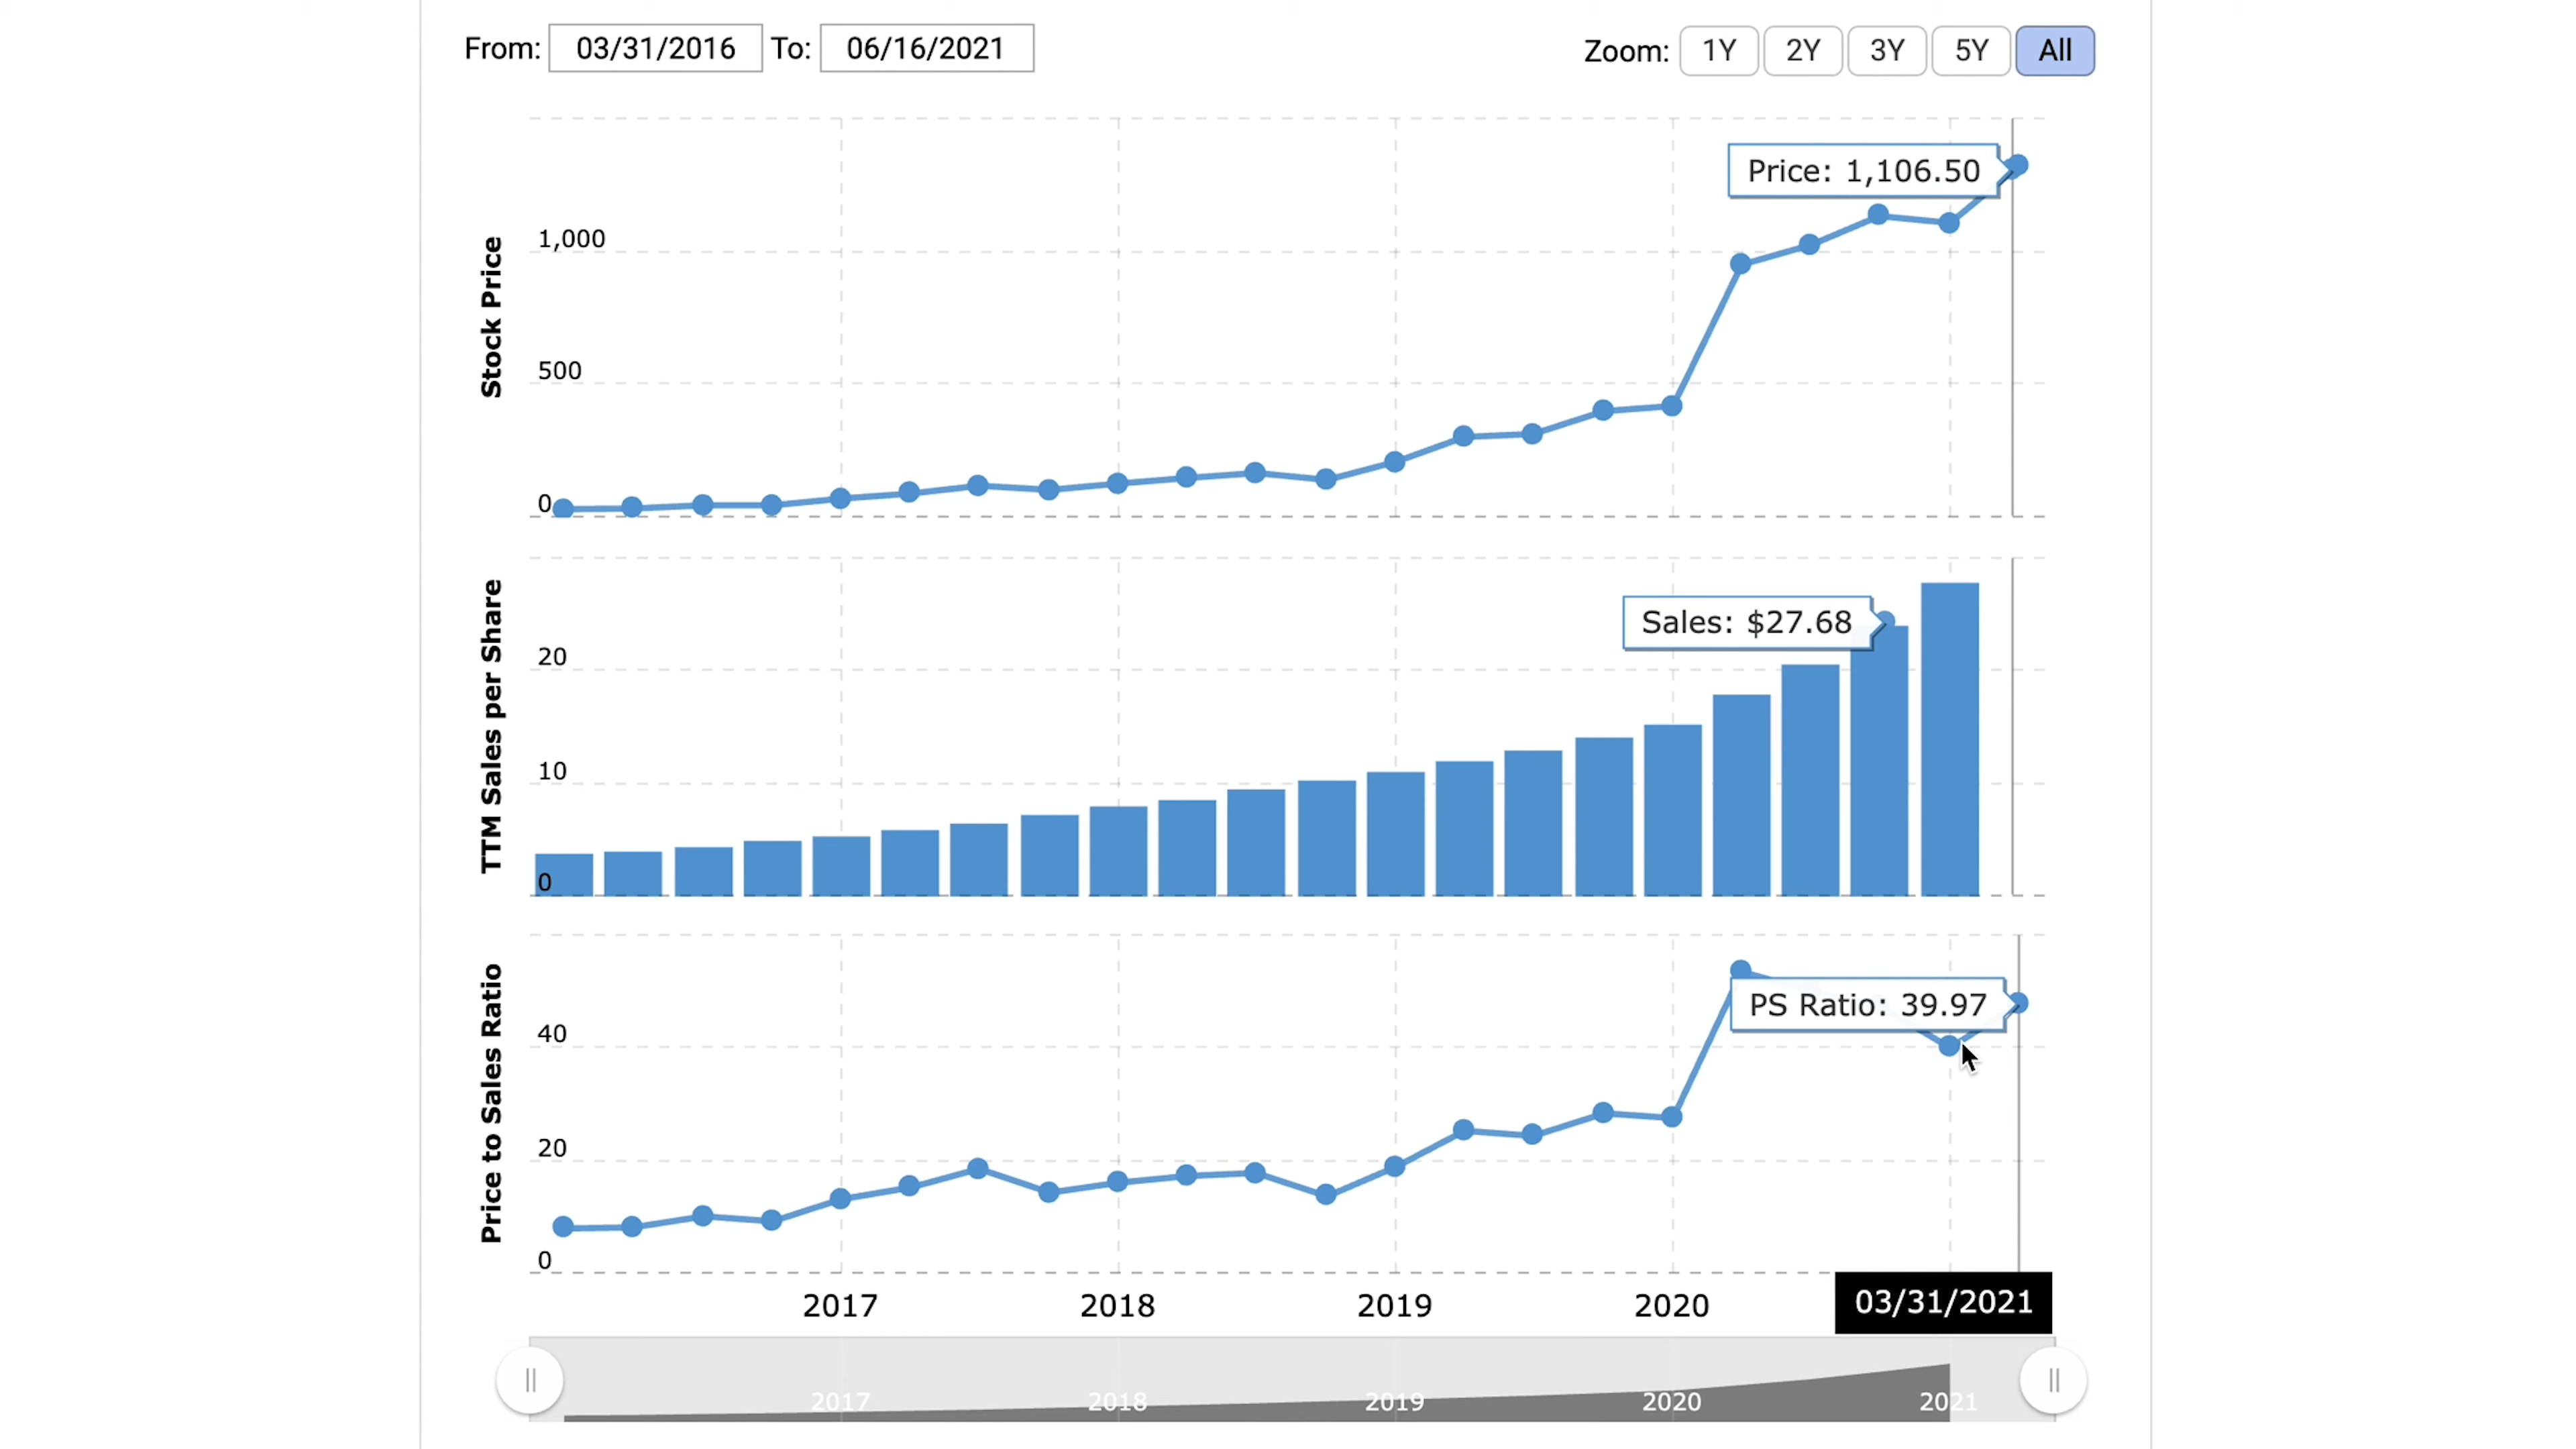 From: 03/31/2016 To: 06/16/2021 Zoom: 1Y 2Y 3Y 5Y All
Stock Price
Price: 1,106.50
1,000
500
0
TTM Sales per Share
Sales: $27.68
20
10
0
Price to Sales Ratio
PS Ratio: 39.97
40
20
0
2017 2018 2019 2020 03/31/2021
2017 2018 2019 2020 2021